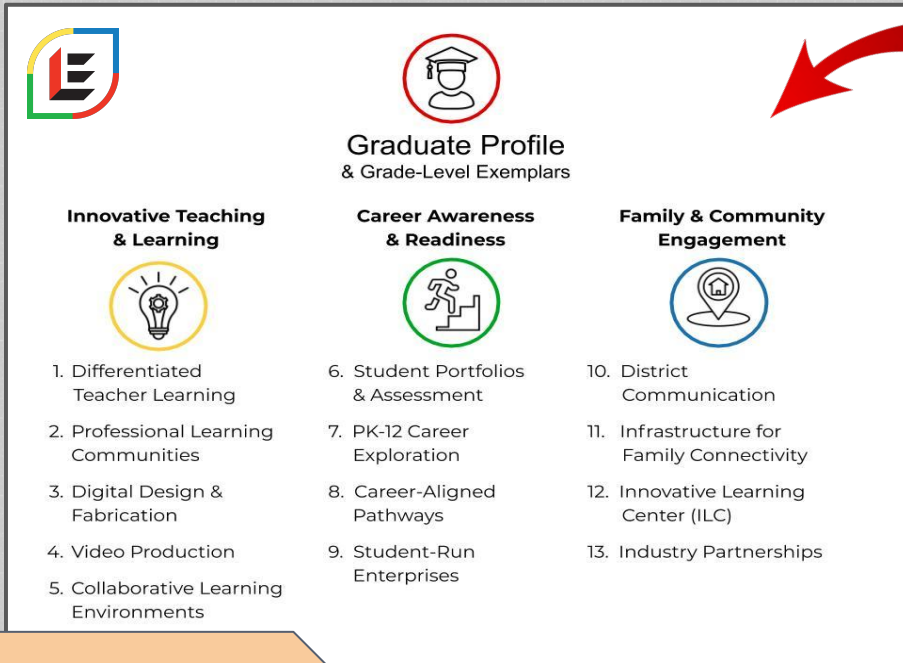 E
Graduate Profile
& Grade-Level Exemplars
Innovative Teaching
& Learning
1. Differentiated
Teacher Learning
2. Professional Learning
Communities
3. Digital Design &
Fabrication
4. Video Production
5. Collaborative Learning
Environments
Career Awareness
& Readiness
6. Student Portfolios
& Assessment
7. PK-12 Career
Exploration
8. Career-Aligned
Pathways
9. Student-Run
Enterprises
Family & Community
Engagement
10. District
Communication
11. Infrastructure for
Family Connectivity
12. Innovative Learning
Center (ILC)
13. Industry Partnerships